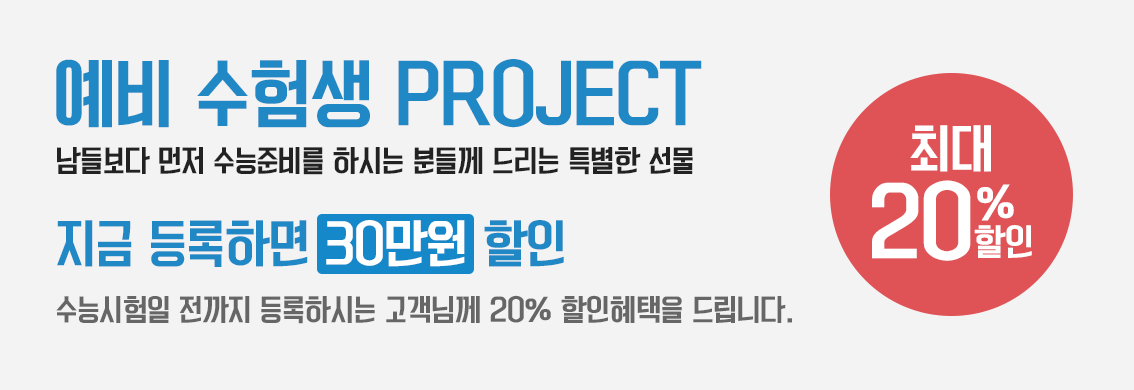 예비 수험생 PROJECT
남들보다 먼저 수능준비를 하시는 분들께 드리는 특별한 선물
지금 등록하면 30만원 할인
수능시험일 전까지 등록하시는 고객님께 20% 할인혜택을 드립니다.
최대
20%
할인